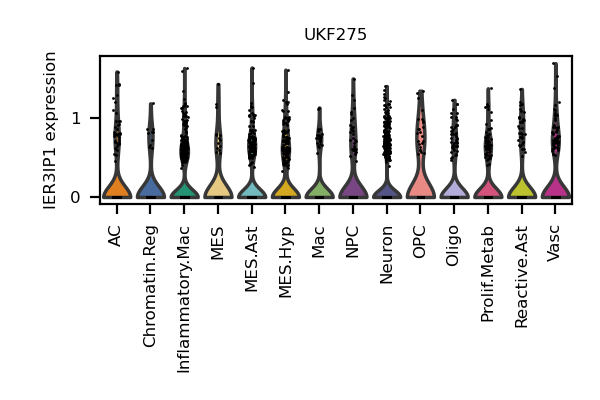 UKF275
IER3IP1 expression
1
0
AC
Chromatin.Reg
Inflammatory.Mac
MES
MES.Ast
MES.Hyp
Mac
NPC
Neuron
OPC
Oligo
Prolif.Metab
Reactive.Ast
Vasc